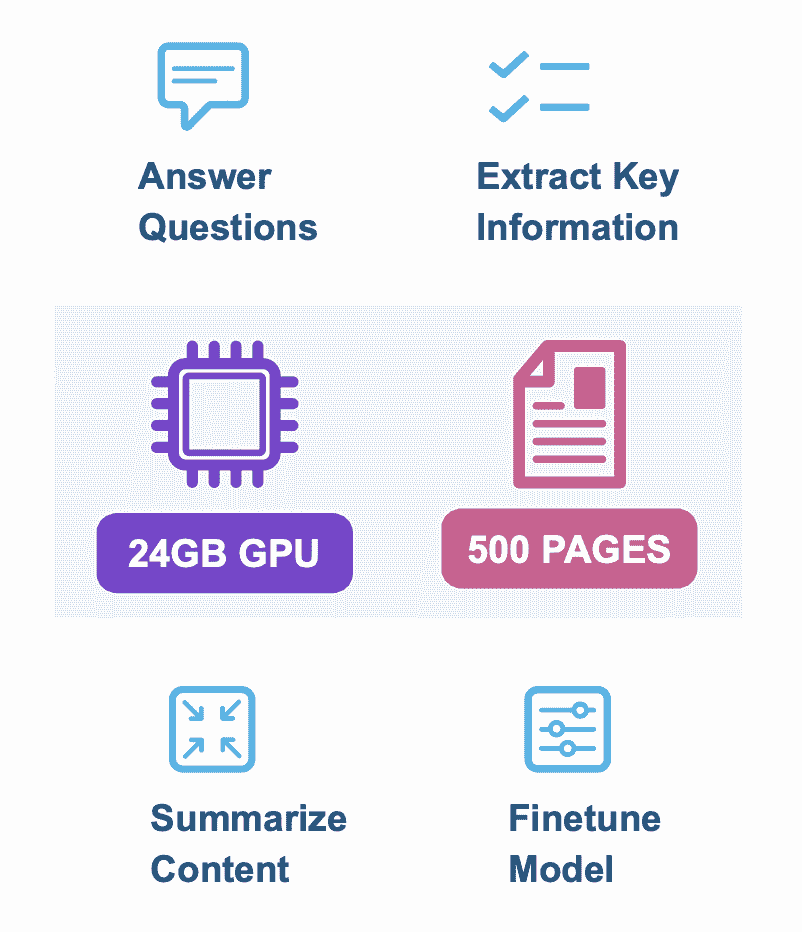 Answer
Questions
Extract Key
Information
24GB GPU
500 PAGES
Summarize
Content
Finetune
Model